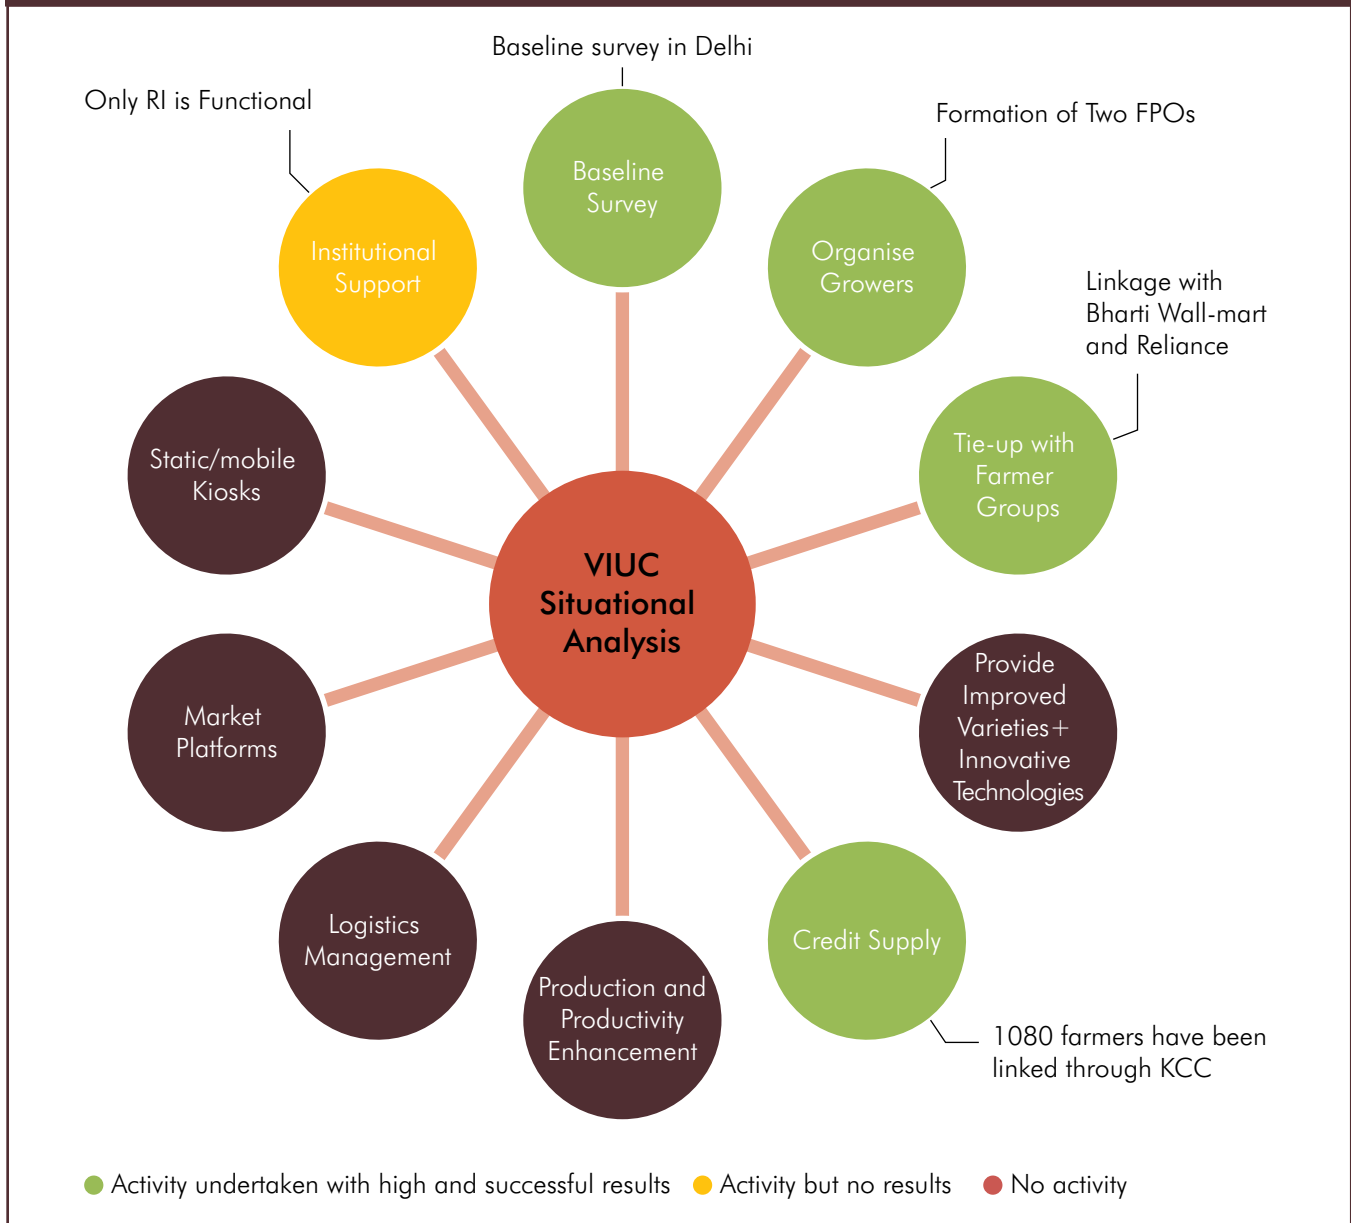 Baseline survey in Delhi
Only RI is Functional
Formation of Two FPOs
Baseline
Survey
Institutional
Support
Organise
Growers
Linkage with
Bharti Wall-mart
and Reliance
Static/mobile
Kiosks
Tie-up with
Farmer
Groups
VIUC
Situational
Analysis
Market
Platforms
Provide
Improved
Varieties+
Innovative
Technologies
Logistics
Management
Production and
Productivity
Enhancement
Credit Supply
1080 farmers have been
linked through KCC
Activity undertaken with high and successful results
Activity but no results
No activity